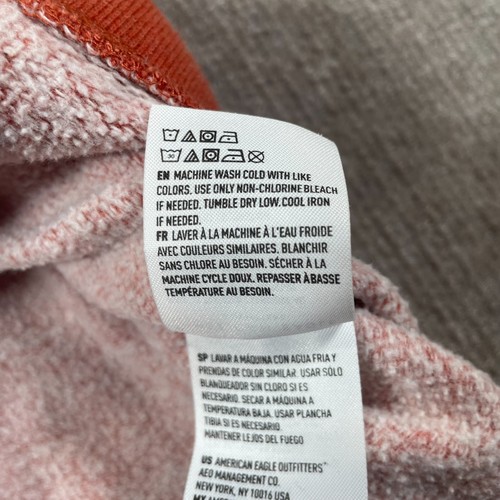 EN MACHINE WASH COLD WITH LIKE
COLORS. USE ONLY NON-CHLORINE BLEACH
IF NEEDED. TUMBLE DRY LOW. COOL IRON
IF NEEDED.
FR LAVER À LA MACHINE À L'EAU FROIDE
AVEC COULEURS SIMILAIRES. BLANCHIR
SANS CHLORE AU BESOIN. SÉCHER À LA
MACHINE CYCLE DOUX. REPASSER À BASSE
TEMPÉRATURE AU BESOIN.
SP LAVAR A MÁQUINA CON AGUA FRIA Y
PRENDAS DE COLOR SIMILAR. USAR SÓLO
BLANQUEADOR SIN CLORO SI ES
NECESARIO. SECAR A MÁQUINA A
TEMPERATURA BAJA. USAR PLANCHA
TIBIA SI ES NECESARIO.
MANTENER LEJOS DEL FUEGO
US AMERICAN EAGLE OUTFITTERS™
AEO MANAGEMENT CO.
NEW YORK, NY 10016 USA